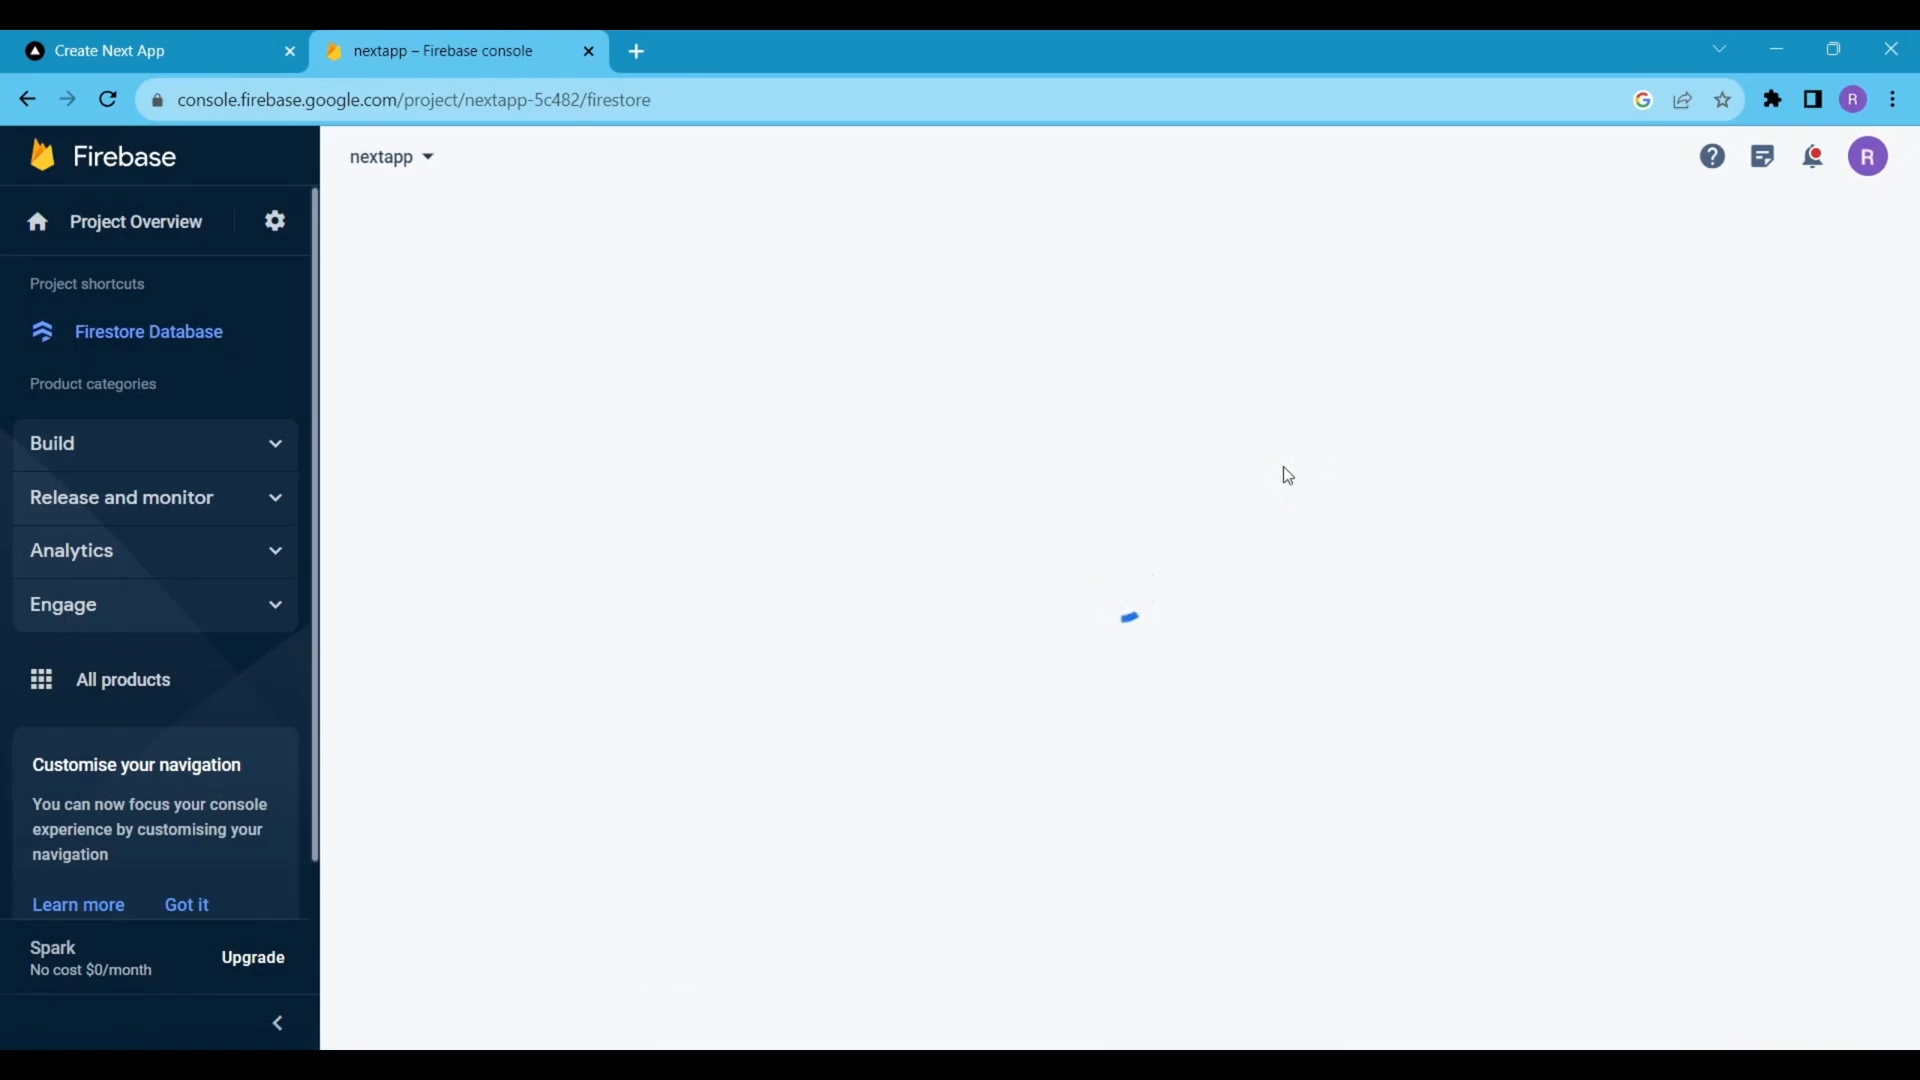 Create Next App
nextapp – Firebase console
console.firebase.google.com/project/nextapp-5c482/firestore
R
Firebase
nextapp
R
Project Overview
Project shortcuts
Firestore Database
Product categories
Build
Release and monitor
Analytics
Engage
All products
Customise your navigation
You can now focus your console
experience by customising your
navigation
Learn more Got it
Spark
No cost $0/month
Upgrade